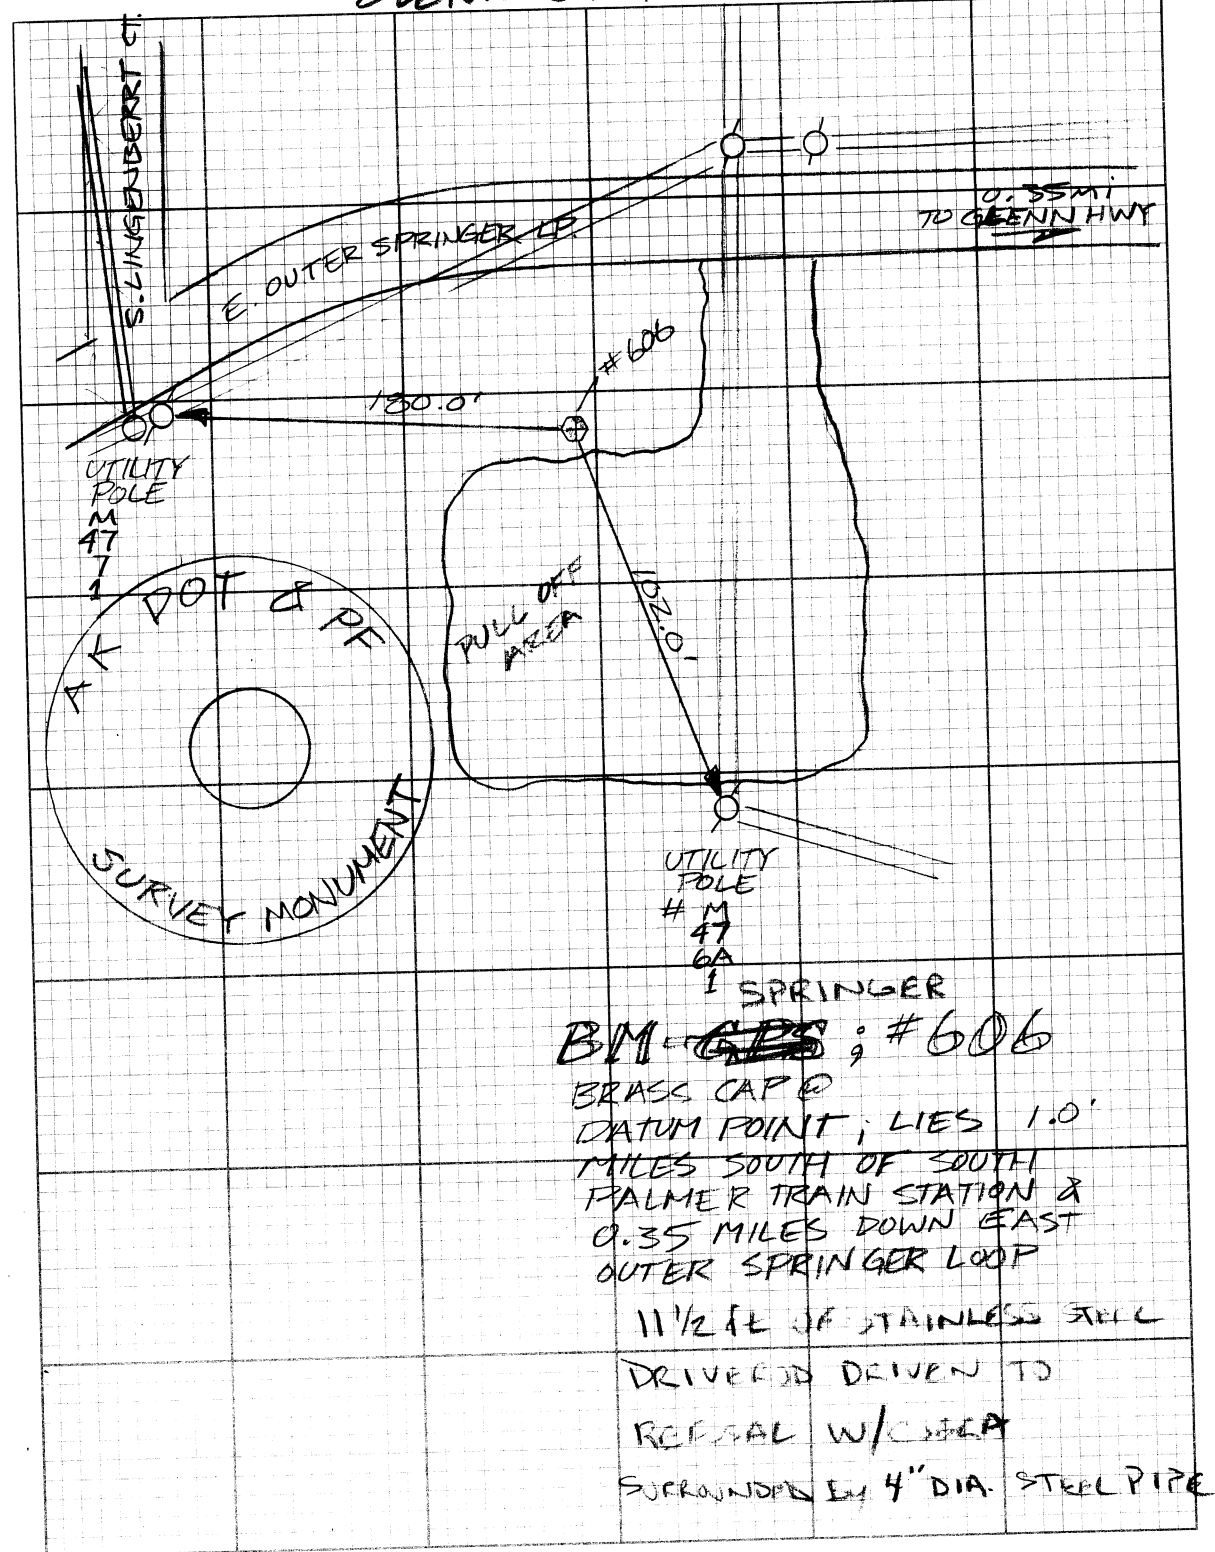 S. LINGENBERRT CT.
0.35 Mi
TO GLENN HWY
E. OUTER SPRINGER LP.
#606
180.0'
UTILITY
POLE
M
47
7
1
AK DOT & PF
SURVEY MONUMENT
PULL OFF
AREA
102.0'
UTILITY
POLE
# M
47
6A
1
SPRINGER
BM - GPS ; #606
BRASS CAP @
DATUM POINT ; LIES 1.0'
MILES SOUTH OF SOUTH
PALMER TRAIN STATION &
0.35 MILES DOWN EAST
OUTER SPRINGER LOOP
11 1/2 ft OF STAINLESS STEEL
DRIVEROD DRIVEN TO
REFUSAL W/
SURROUNDED By 4" DIA. STEEL PIPE